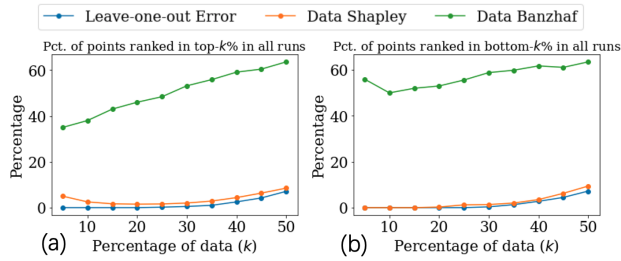 Leave-one-out Error Data Shapley Data Banzhaf
Pct. of points ranked in top-k% in all runs
Percentage
60
40
20
0
10 20 30 40 50
Percentage of data (k)
(a)
Pct. of points ranked in bottom-k% in all runs
Percentage
60
40
20
0
10 20 30 40 50
Percentage of data (k)
(b)